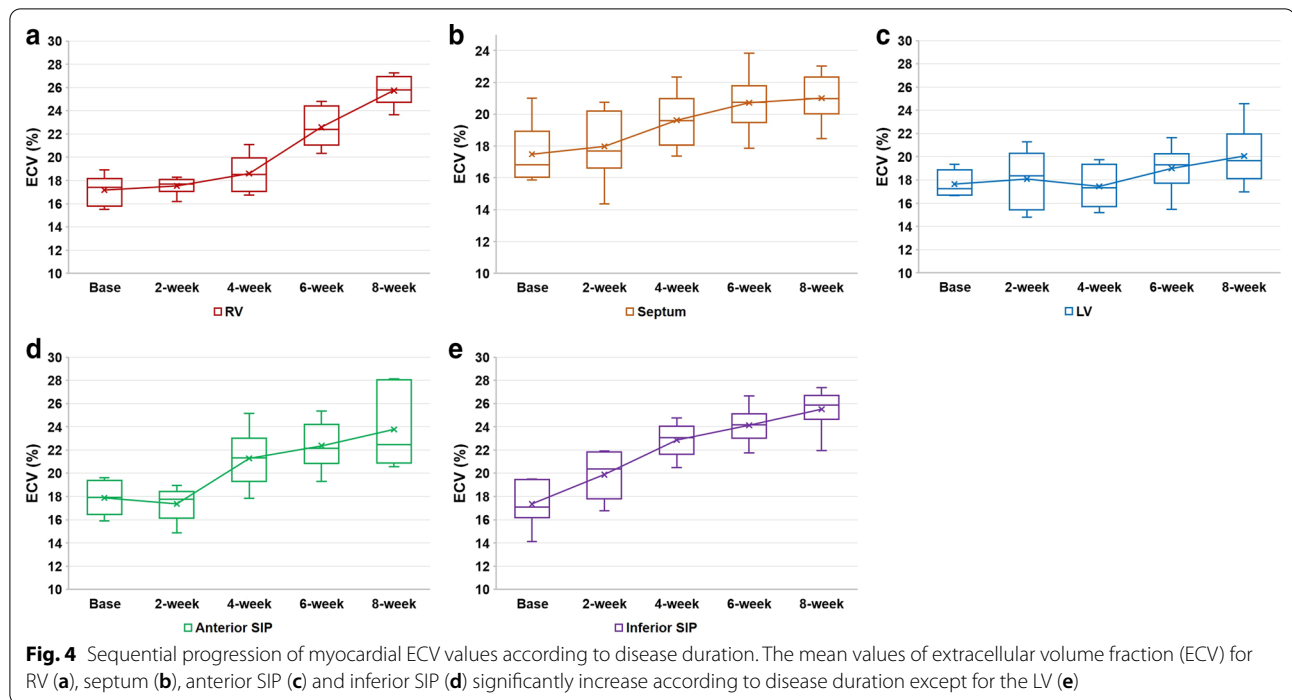 a
30
28
26
24
22
20
18
16
14
12
10
ECV (%)
Base 2-week 4-week 6-week 8-week
RV
b
24
22
20
18
16
14
12
10
ECV (%)
Base 2-week 4-week 6-week 8-week
Septum
c
30
28
26
24
22
20
18
16
14
12
10
ECV (%)
Base 2-week 4-week 6-week 8-week
LV
d
30
28
26
24
22
20
18
16
14
12
10
ECV (%)
Base 2-week 4-week 6-week 8-week
Anterior SIP
e
30
28
26
24
22
20
18
16
14
12
10
ECV (%)
Base 2-week 4-week 6-week 8-week
Inferior SIP
Fig. 4 Sequential progression of myocardial ECV values according to disease duration. The mean values of extracellular volume fraction (ECV) for
RV (a), septum (b), anterior SIP (c) and inferior SIP (d) significantly increase according to disease duration except for the LV (e)